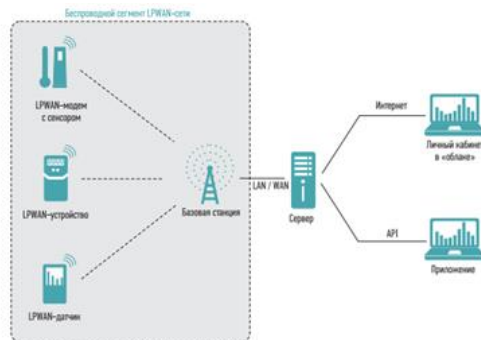 Беспроводной сегмент LPWAN-сети
LPWAN-модем
с сенсором
LPWAN-устройство
LPWAN-датчик
Базовая станция
LAN / WAN
Сервер
Интернет
Личный кабинет
в «облаке»
API
Приложение